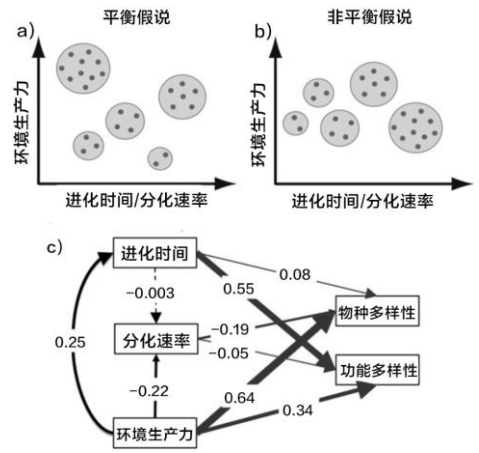 平衡假说
非平衡假说
a)
b)
环境生产力
环境生产力
进化时间/分化速率
进化时间/分化速率
c)
进化时间
0.08
0.55
-0.003
物种多样性
0.25
分化速率
-0.19
-0.05
功能多样性
-0.22
0.64
0.34
环境生产力